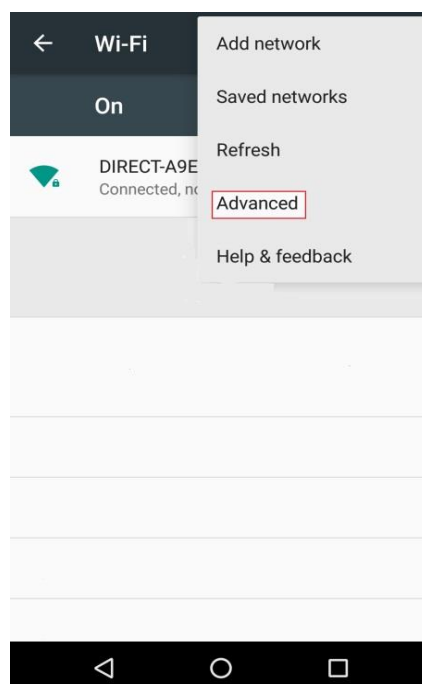 Wi-Fi
Add network
On
Saved networks
Refresh
DIRECT-A9E
Connected, no
Advanced
Help & feedback